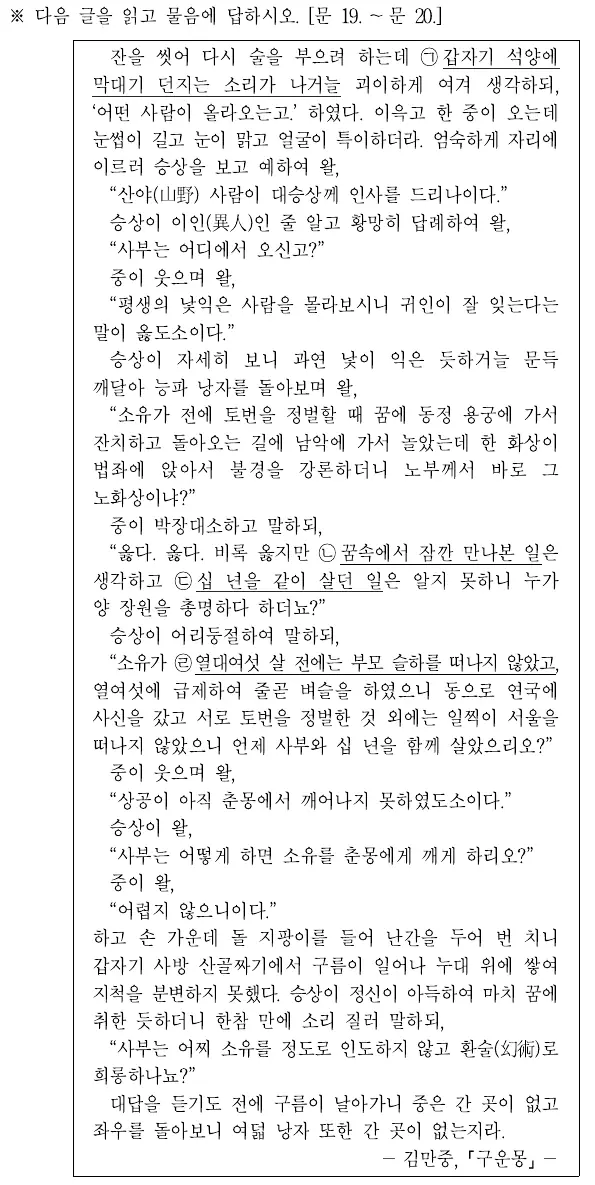 ※ 다음 글을 읽고 물음에 답하시오. [문 19. ~ 문 20.]
잔을 씻어 다시 술을 부으려 하는데 ㉠갑자기 석양에
막대기 던지는 소리가 나거늘 괴이하게 여겨 생각하되,
‘어떤 사람이 올라오는고.’ 하였다. 이윽고 한 중이 오는데
눈썹이 길고 눈이 맑고 얼굴이 특이하더라. 엄숙하게 자리에
이르러 승상을 보고 예하여 왈,
“산야(山野) 사람이 대승상께 인사를 드리나이다.”
승상이 이인(異人)인 줄 알고 황망히 답례하여 왈,
“사부는 어디에서 오신고?”
중이 웃으며 왈,
“평생의 낯익은 사람을 몰라보시니 귀인이 잘 잊는다는
말이 옳도소이다.”
승상이 자세히 보니 과연 낯이 익은 듯하거늘 문득
깨달아 능파 낭자를 돌아보며 왈,
“소유가 전에 토번을 정벌할 때 꿈에 동정 용궁에 가서
잔치하고 돌아오는 길에 남악에 가서 놀았는데 한 화상이
법좌에 앉아서 불경을 강론하더니 노부께서 바로 그
노화상이냐?”
중이 박장대소하고 말하되,
“옳다. 옳다. 비록 옳지만 ㉡꿈속에서 잠깐 만나본 일은
생각하고 ㉢십 년을 같이 살던 일은 알지 못하니 누가
양 장원을 총명하다 하더뇨?”
승상이 어리둥절하여 말하되,
“소유가 ㉣열대여섯 살 전에는 부모 슬하를 떠나지 않았고,
열여섯에 급제하여 줄곧 벼슬을 하였으니 동으로 연국에
사신을 갔고 서로 토번을 정벌한 것 외에는 일찍이 서울을
떠나지 않았으니 언제 사부와 십 년을 함께 살았으리오?”
중이 웃으며 왈,
“상공이 아직 춘몽에서 깨어나지 못하였도소이다.”
승상이 왈,
“사부는 어떻게 하면 소유를 춘몽에게 깨게 하리오?”
중이 왈,
“어렵지 않으니이다.”
하고 손 가운데 돌 지팡이를 들어 난간을 두어 번 치니
갑자기 사방 산골짜기에서 구름이 일어나 누대 위에 쌓여
지척을 분변하지 못했다. 승상이 정신이 아득하여 마치 꿈에
취한 듯하더니 한참 만에 소리 질러 말하되,
“사부는 어찌 소유를 정도로 인도하지 않고 환술(幻術)로
희롱하나뇨?”
대답을 듣기도 전에 구름이 날아가니 중은 간 곳이 없고
좌우를 돌아보니 여덟 낭자 또한 간 곳이 없는지라.
－ 김만중, ｢구운몽｣ －